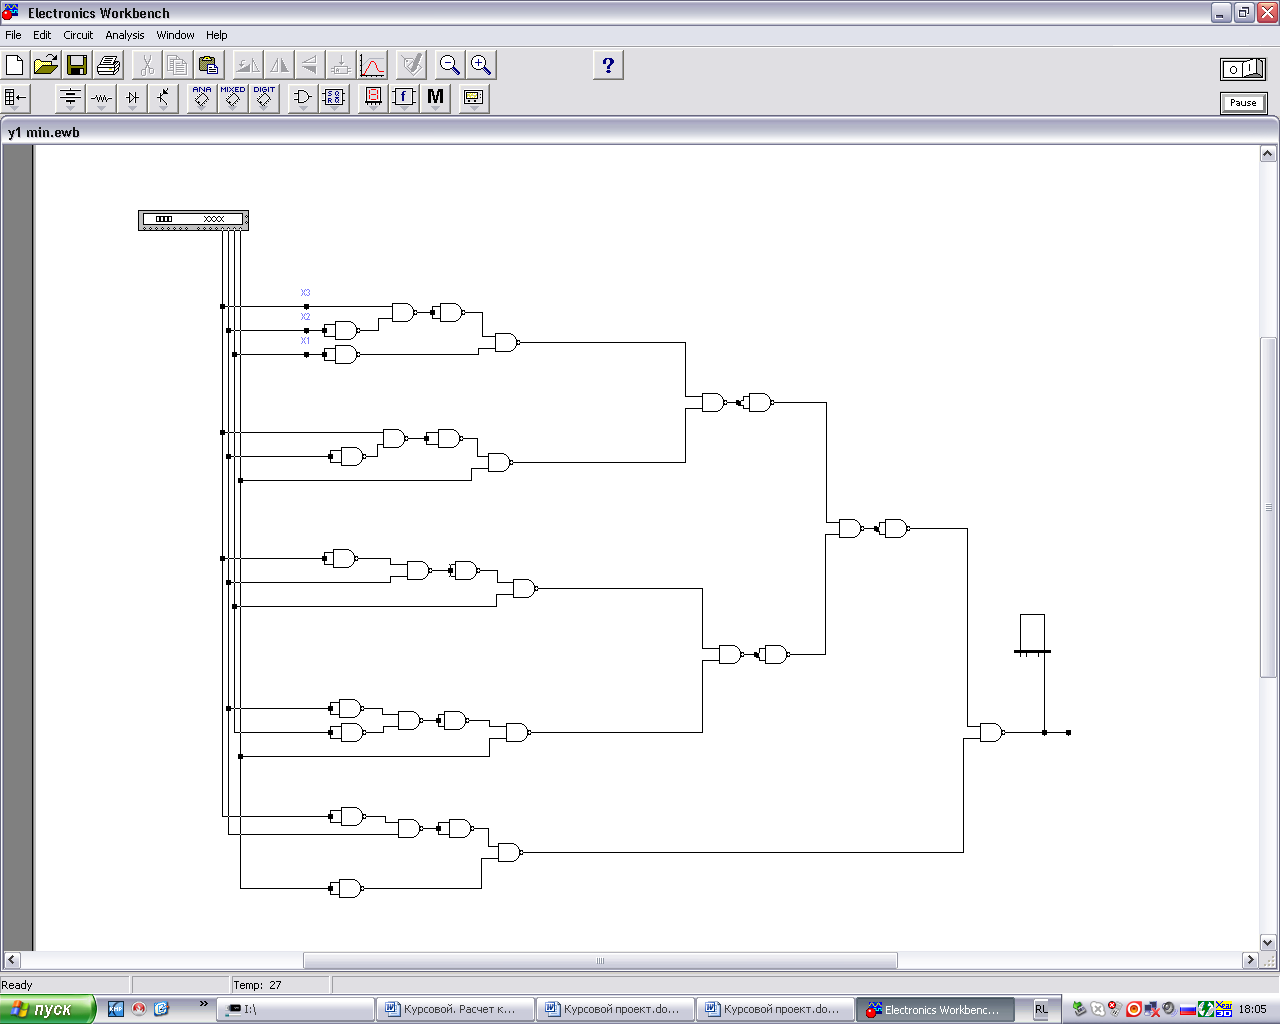 Electronics Workbench
File Edit Circuit Analysis Window Help
?
O I
ANA MIXED DIGIT
f M
Pause
y1 min.ewb
XXXX
X3
X2
X1
Ready
Temp: 27
пуск
KMP
»
I:\
Курсовой. Расчет к...
Курсовой проект.do...
Курсовой проект.do...
Electronics Workbenc...
RL
18:05